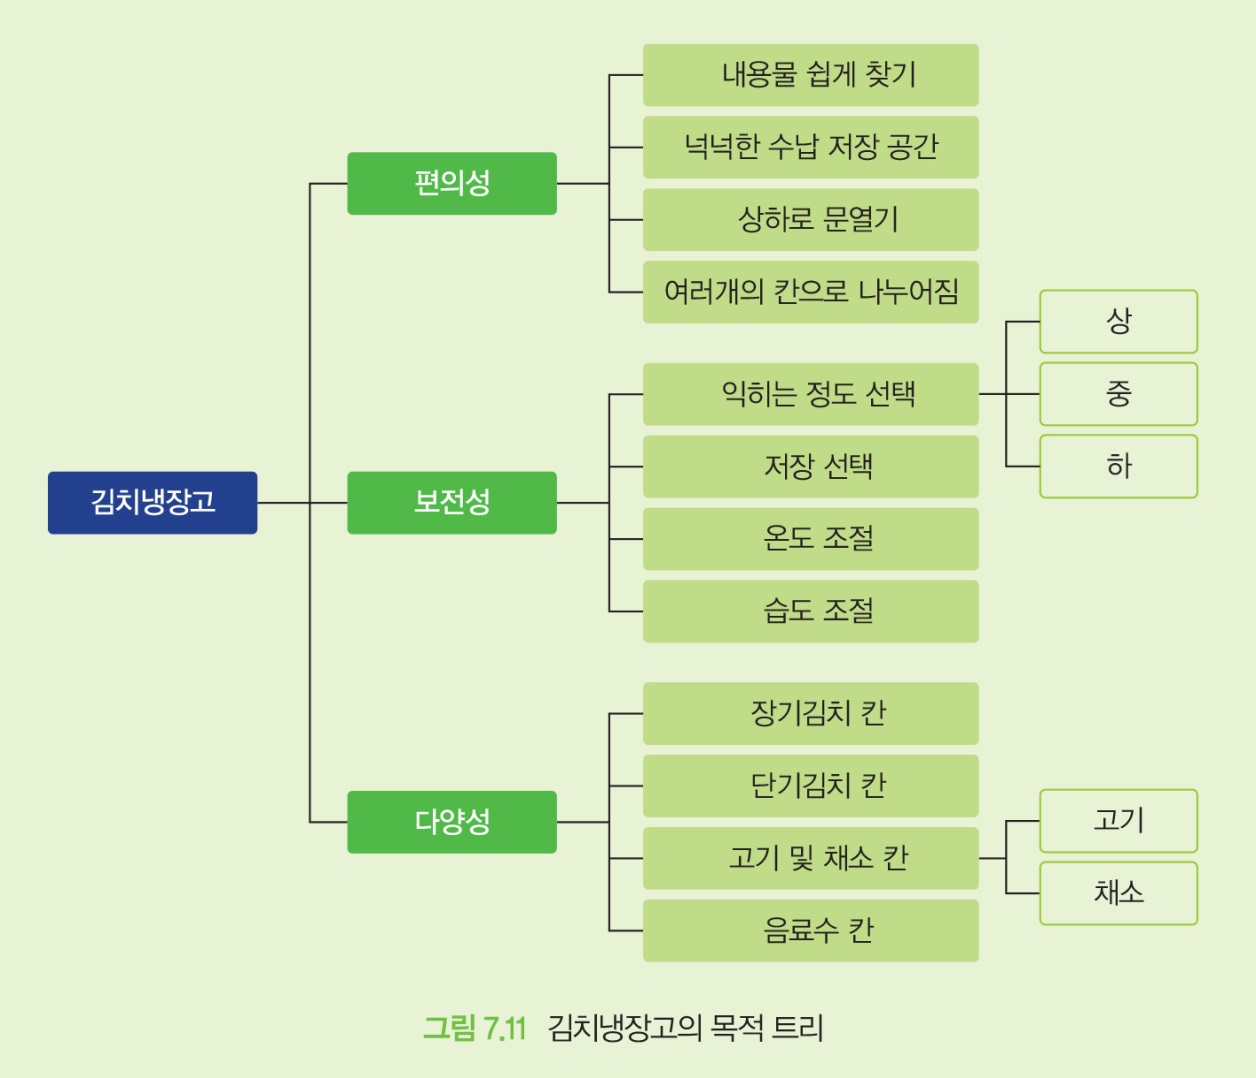 김치냉장고
편의성
내용물 쉽게 찾기
넉넉한 수납 저장 공간
상하로 문열기
여러개의 칸으로 나누어짐
보전성
익히는 정도 선택
상
중
하
저장 선택
온도 조절
습도 조절
다양성
장기김치 칸
단기김치 칸
고기 및 채소 칸
고기
채소
음료수 칸
그림 7.11 김치냉장고의 목적 트리